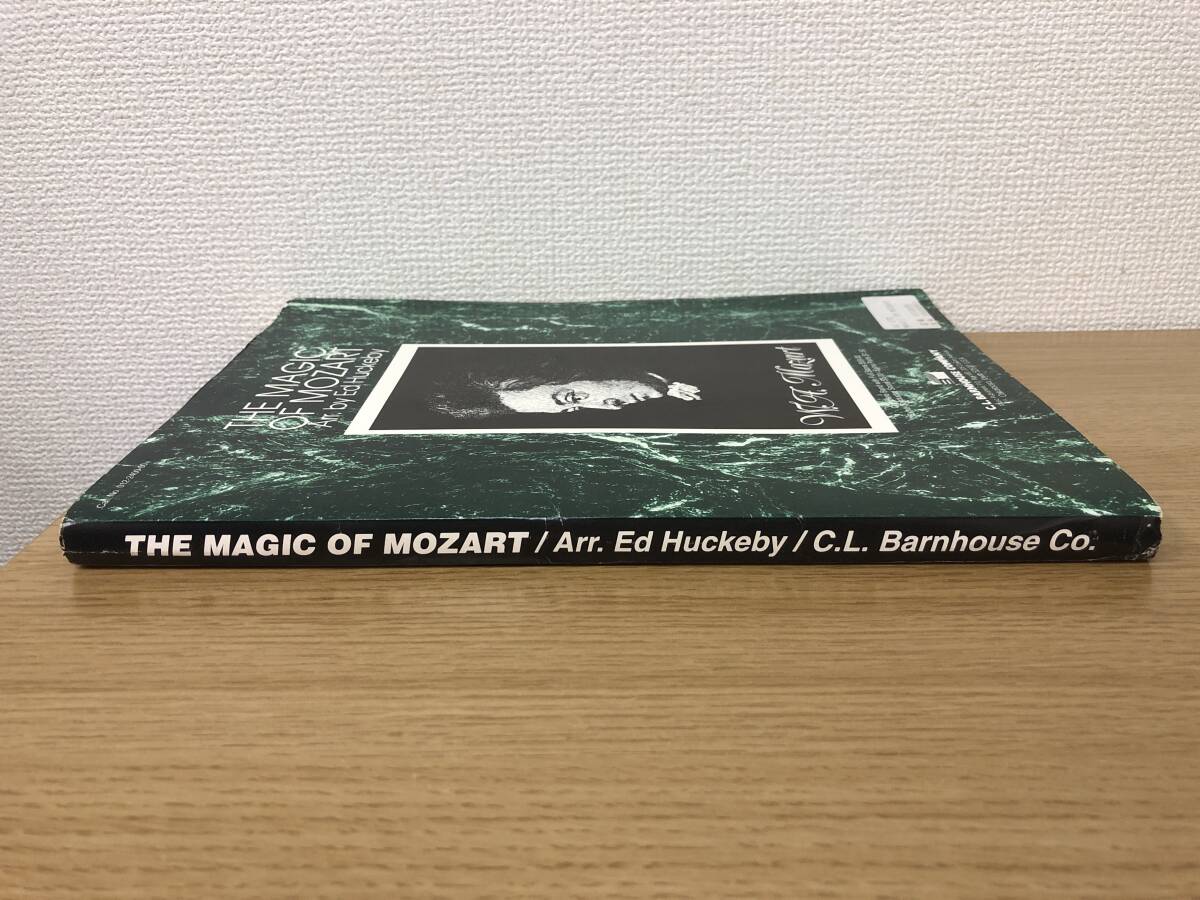 THE MAGIC
OF MOZART
Arr. by Ed Huckeby
W.A. Mozart
THE MAGIC OF MOZART / Arr. Ed Huckeby / C.L. Barnhouse Co.